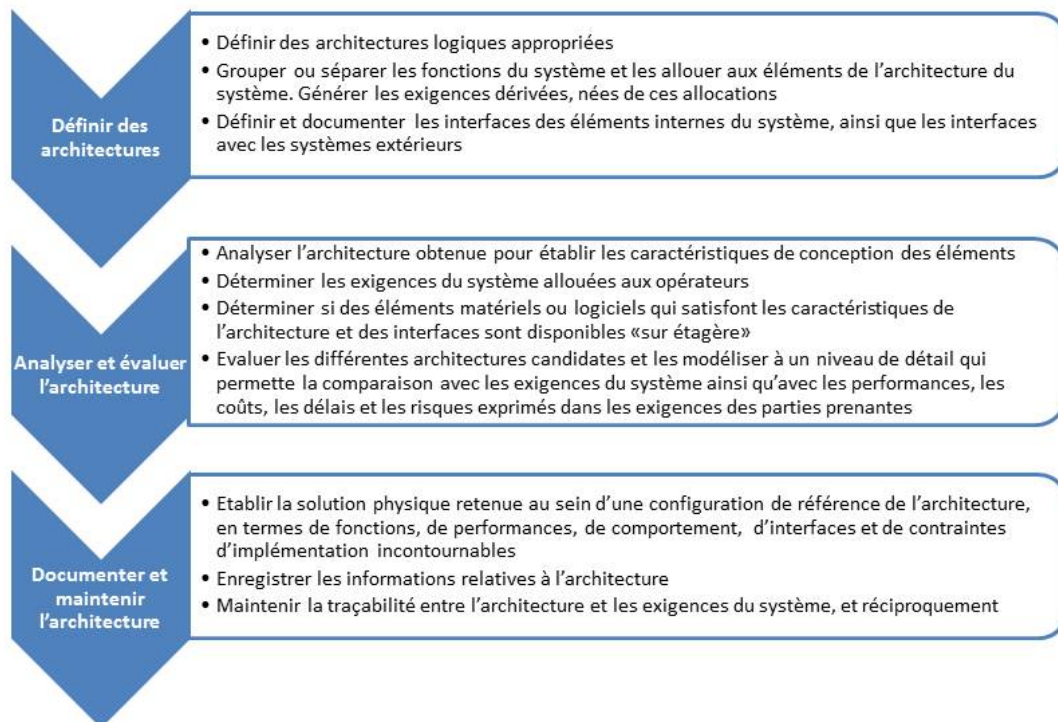 Définir des
architectures
• Définir des architectures logiques appropriées
• Grouper ou séparer les fonctions du système et les allouer aux éléments de l’architecture du
système. Générer les exigences dérivées, nées de ces allocations
• Définir et documenter les interfaces des éléments internes du système, ainsi que les interfaces
avec les systèmes extérieurs
Analyser et évaluer
l’architecture
• Analyser l’architecture obtenue pour établir les caractéristiques de conception des éléments
• Déterminer les exigences du système allouées aux opérateurs
• Déterminer si des éléments matériels ou logiciels qui satisfont les caractéristiques de
l’architecture et des interfaces sont disponibles «sur étagère»
• Evaluer les différentes architectures candidates et les modéliser à un niveau de détail qui
permette la comparaison avec les exigences du système ainsi qu’avec les performances, les
coûts, les délais et les risques exprimés dans les exigences des parties prenantes
Documenter et
maintenir
l’architecture
• Etablir la solution physique retenue au sein d’une configuration de référence de l’architecture,
en termes de fonctions, de performances, de comportement, d’interfaces et de contraintes
d’implémentation incontournables
• Enregistrer les informations relatives à l’architecture
• Maintenir la traçabilité entre l’architecture et les exigences du système, et réciproquement